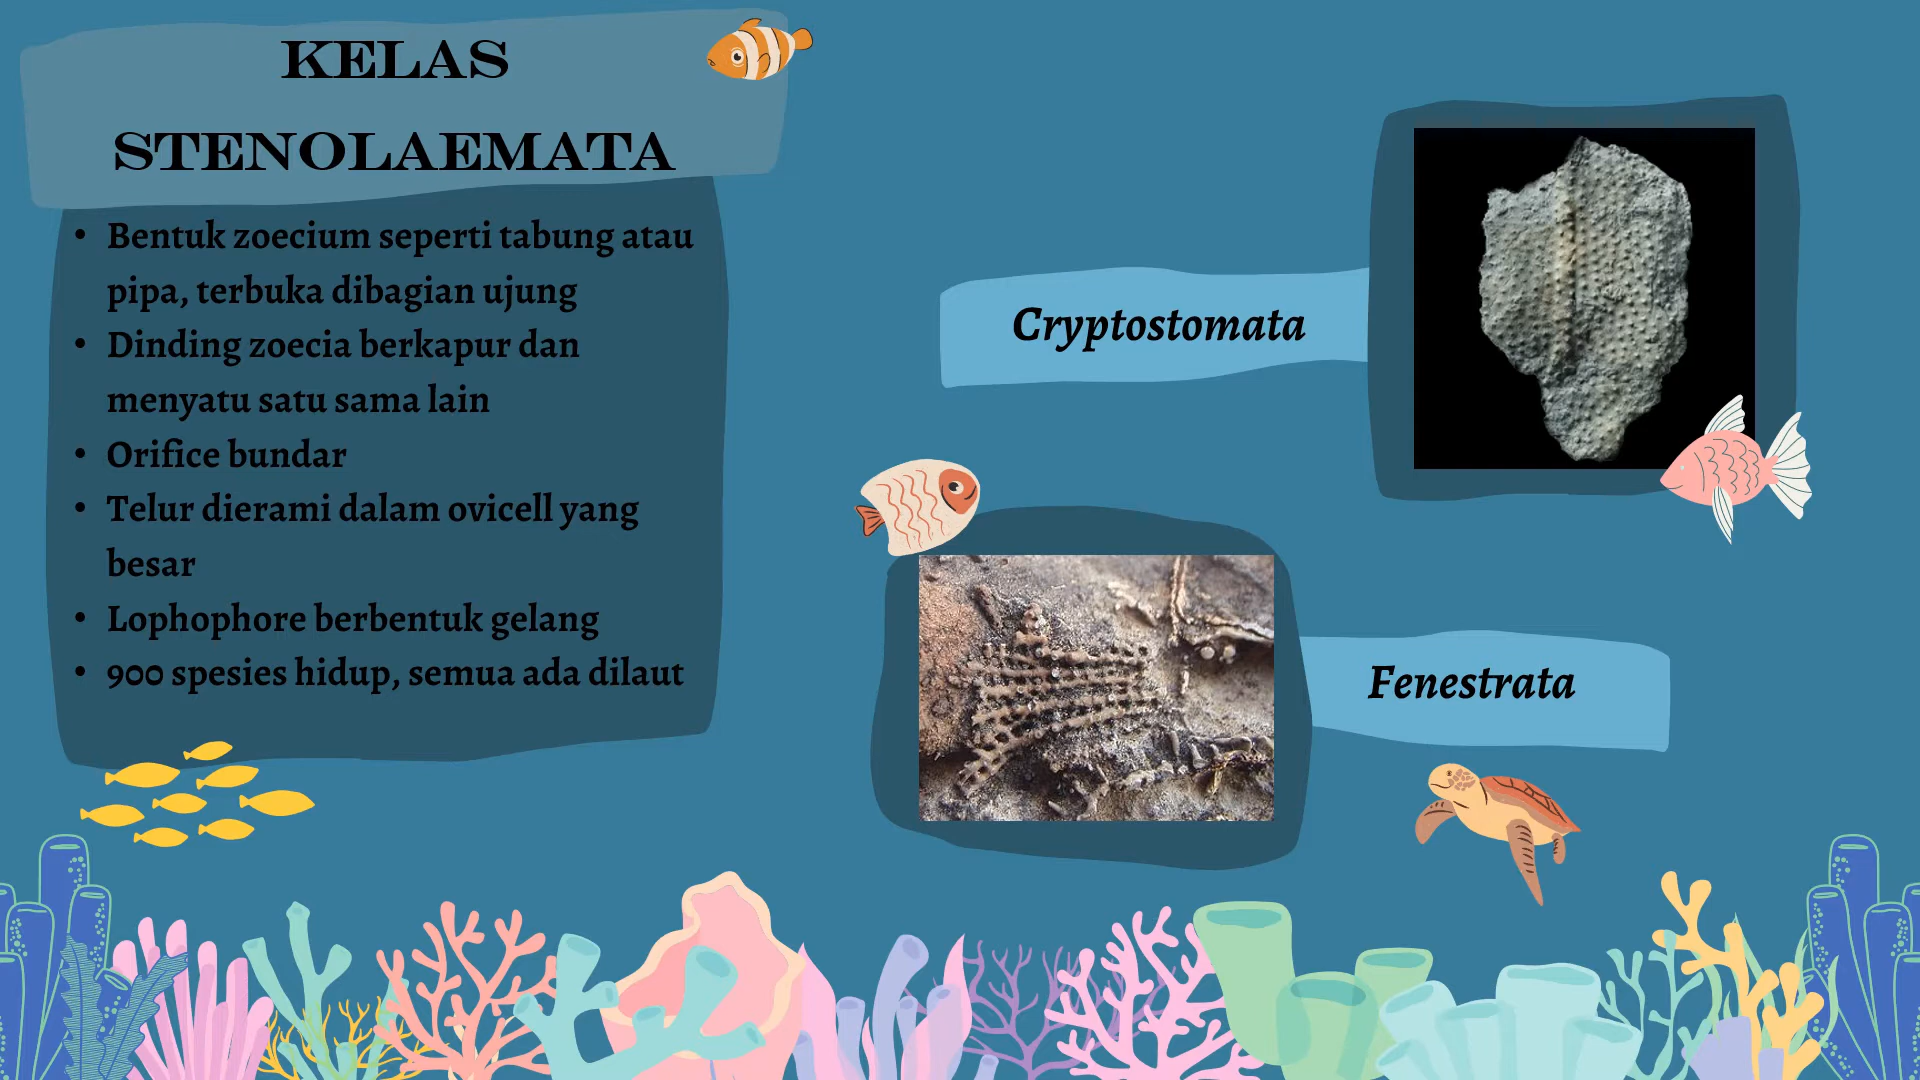 KELAS
STENOLAEMATA
• Bentuk zoecium seperti tabung atau
pipa, terbuka dibagian ujung
• Dinding zoecia berkapur dan
menyatu satu sama lain
• Orifice bundar
• Telur dierami dalam ovicell yang
besar
• Lophophore berbentuk gelang
• 900 spesies hidup, semua ada dilaut
Cryptostomata
Fenestrata